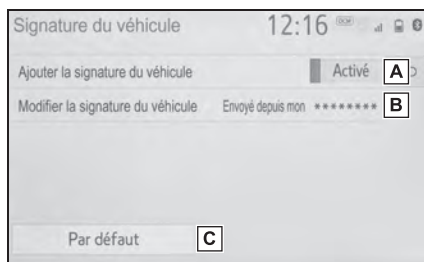 Signature du véhicule 12:16 DCM
Ajouter la signature du véhicule Activé A
Modifier la signature du véhicule Envoyé depuis mon ******** B
Par défaut C